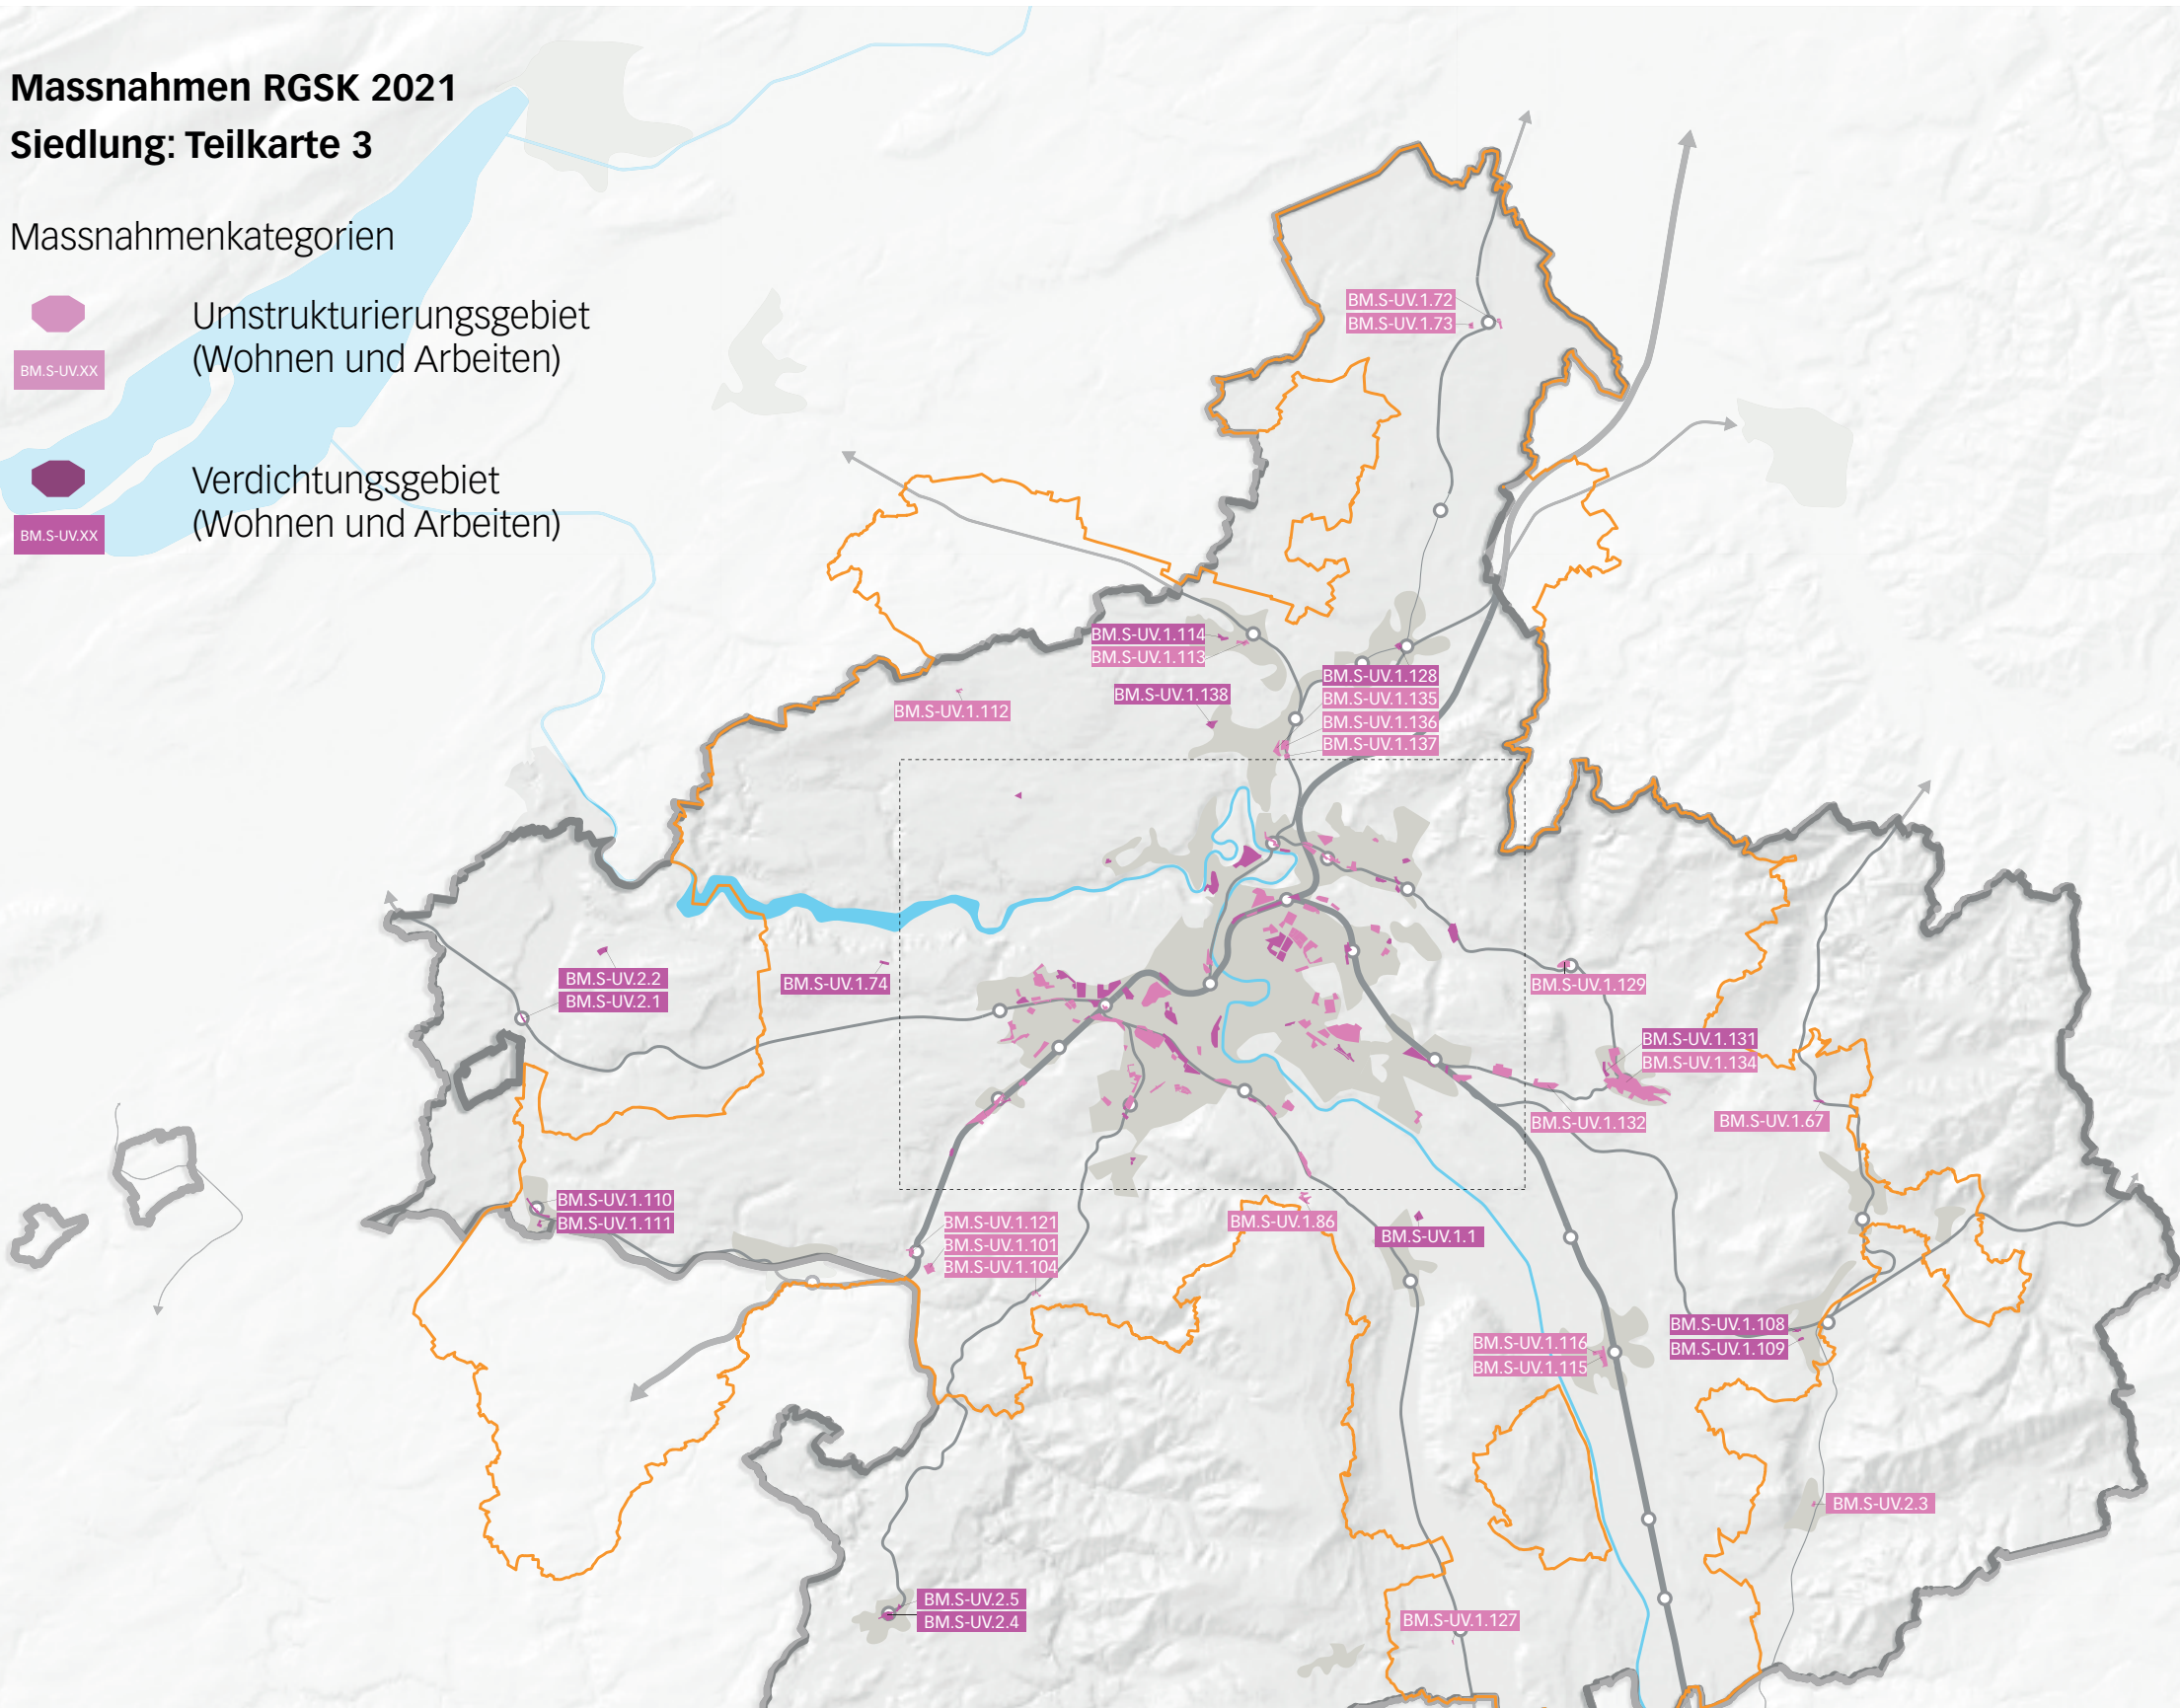 Massnahmen RGSK 2021
Siedlung: Teilkarte 3
Massnahmenkategorien
Umstrukturierungsgebiet
(Wohnen und Arbeiten)
BM.S-UV.XX
Verdichtungsgebiet
(Wohnen und Arbeiten)
BM.S-UV.XX
BM.S-UV.1.72
BM.S-UV.1.73
BM.S-UV.1.114
BM.S-UV.1.113
BM.S-UV.1.138
BM.S-UV.1.112
BM.S-UV.1.128
BM.S-UV.1.135
BM.S-UV.1.136
BM.S-UV.1.137
BM.S-UV.2.2
BM.S-UV.2.1
BM.S-UV.1.74
BM.S-UV.1.129
BM.S-UV.1.131
BM.S-UV.1.134
BM.S-UV.1.132
BM.S-UV.1.67
BM.S-UV.1.110
BM.S-UV.1.111
BM.S-UV.1.121
BM.S-UV.1.101
BM.S-UV.1.104
BM.S-UV.1.86
BM.S-UV.1.1
BM.S-UV.1.116
BM.S-UV.1.115
BM.S-UV.1.108
BM.S-UV.1.109
BM.S-UV.2.3
BM.S-UV.2.5
BM.S-UV.2.4
BM.S-UV.1.127